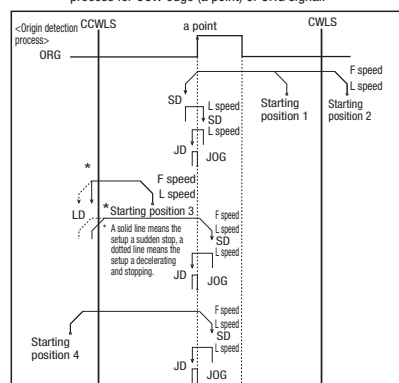 process for CCW edge (a point) of ORG signal.
<Origin detection process>
CCWLS
a point
CWLS
ORG
F speed
L speed
SD
L speed
SD
L speed
Starting position 1
Starting position 2
JD
JOG
*
F speed
L speed
LD
*
Starting position 3
* A solid line means the
setup a sudden stop, a
dotted line means the
setup a decelerating
and stopping.
F speed
L speed
SD
L speed
JD
JOG
F speed
L speed
SD
L speed
Starting
position 4
JD
JOG